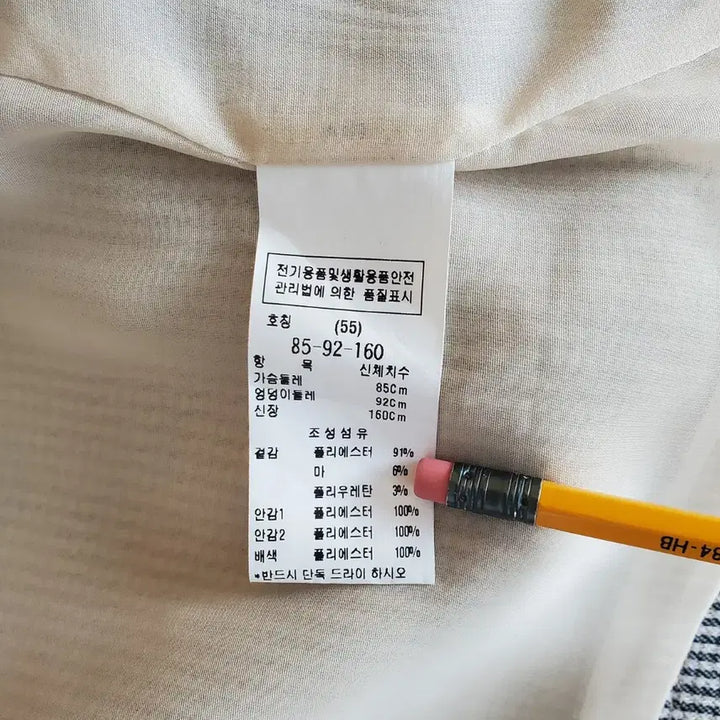 전기용품및생활용품안전
관리법에 의한 품질표시
호칭 (55)
85-92-160
항 목 신체치수
가슴둘레 85cm
엉덩이둘레 92cm
신장 160cm
조성섬유
겉감 폴리에스터 91%
마 6%
폴리우레탄 3%
안감1 폴리에스터 100%
안감2 폴리에스터 100%
배색 폴리에스터 100%
*반드시 단독 드라이 하시오
34-HB